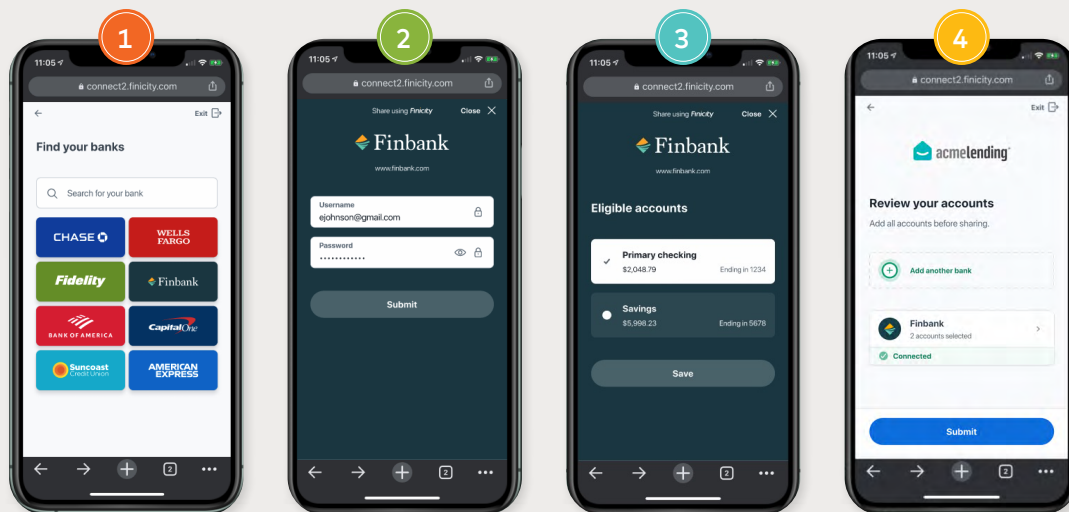 1
11:05
connect2.finicity.com
Exit
Find your banks
Search for your bank
CHASE
WELLS
FARGO
Fidelity
Finbank
BANK OF AMERICA
Capital One
Suncoast
Credit Union
AMERICAN
EXPRESS
2
2
11:05
connect2.finicity.com
Share using Finicity
Close
Finbank
www.finbank.com
Username
ejohnson@gmail.com
Password
Submit
2
3
11:05
connect2.finicity.com
Share using Finicity
Close
Finbank
www.finbank.com
Eligible accounts
Primary checking
$2,048.79
Ending in 1234
Savings
$5,998.23
Ending in 5678
Save
2
4
11:05
connect2.finicity.com
Exit
acmelending
Review your accounts
Add all accounts before sharing.
Add another bank
Finbank
2 accounts selected
Connected
Submit
2